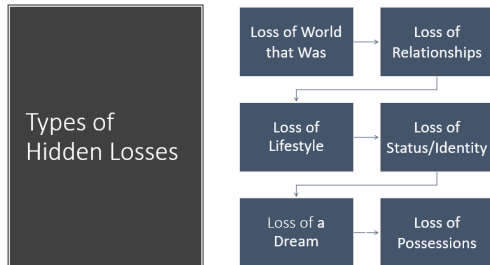 Types of
Hidden Losses
Loss of World
that Was
Loss of
Relationships
Loss of
Lifestyle
Loss of
Status/Identity
Loss of a
Dream
Loss of
Possessions